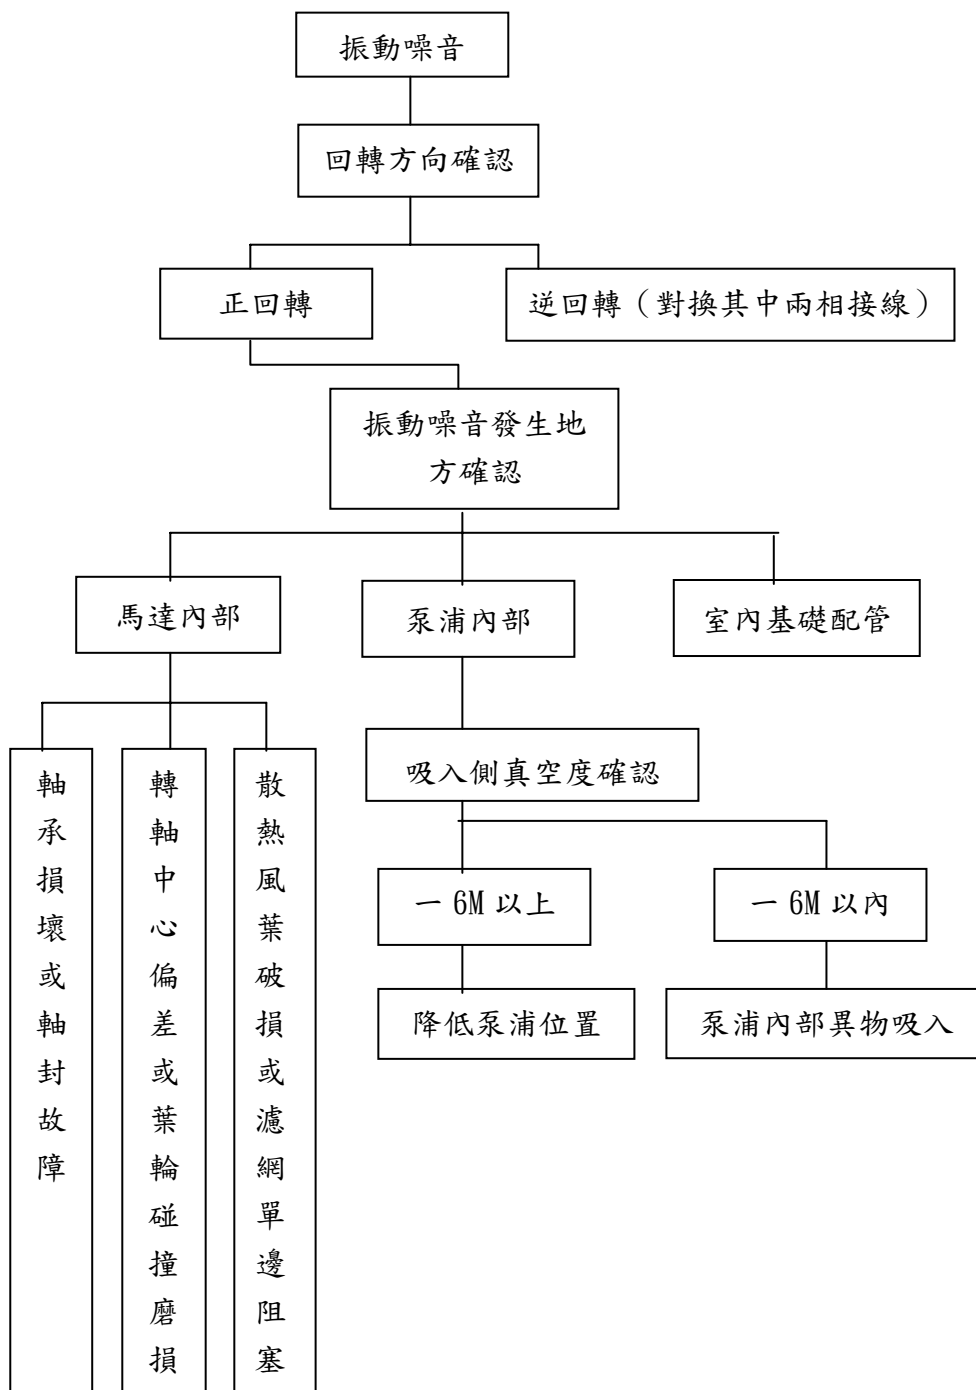 振動噪音
回轉方向確認
正回轉
逆回轉（對換其中兩相接線）
振動噪音發生地
方確認
馬達內部
泵浦內部
室內基礎配管
軸承損壞或軸封故障
轉軸中心偏差或葉輪碰撞磨損
散熱風葉破損或濾網單邊阻塞
吸入側真空度確認
一 6M 以上
一 6M 以內
降低泵浦位置
泵浦內部異物吸入